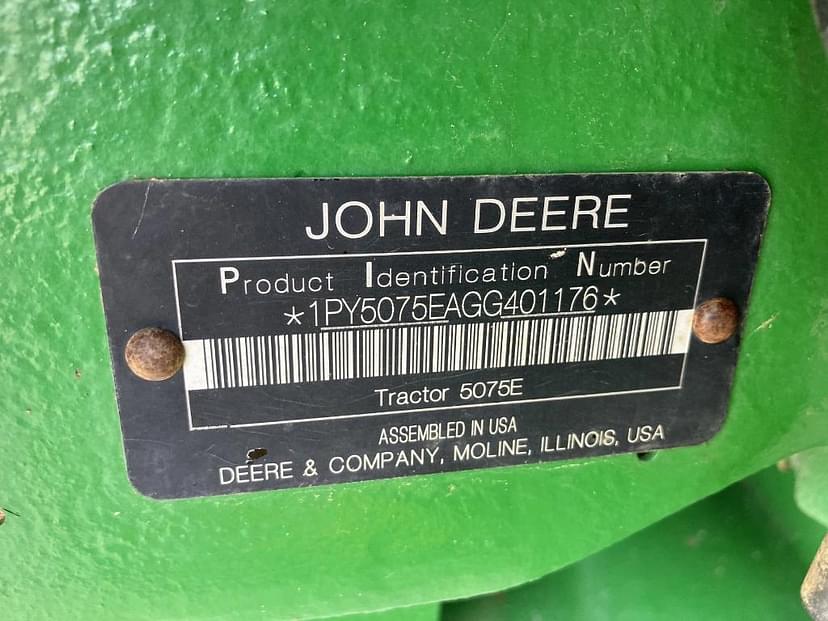 JOHN DEERE
Product Identification Number
*1PY5075EAGG401176*
Tractor 5075E
ASSEMBLED IN USA
DEERE & COMPANY, MOLINE, ILLINOIS, USA